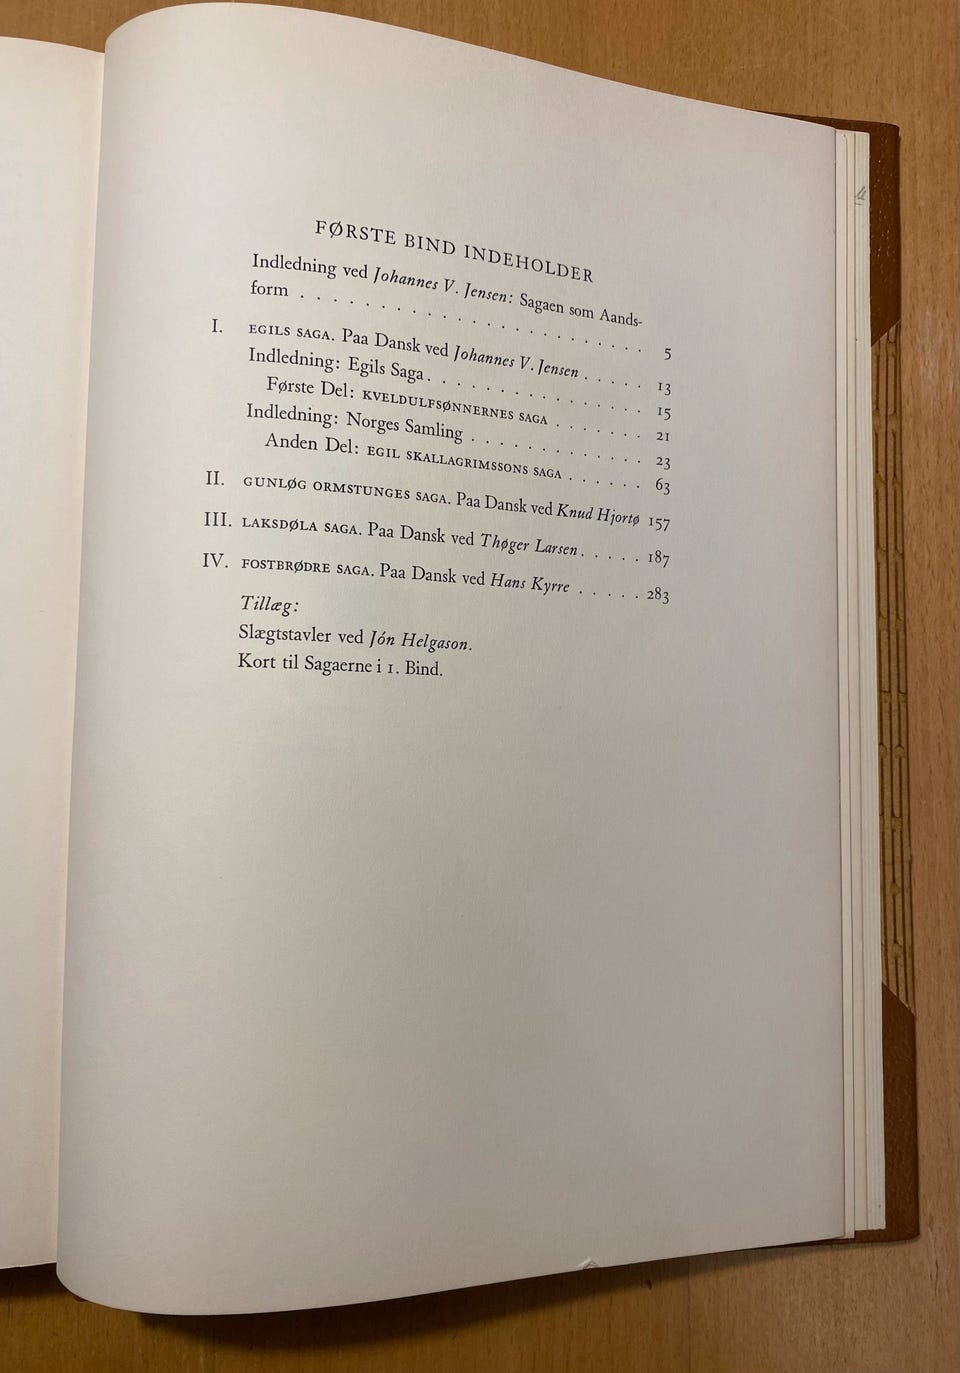 FØRSTE BIND INDEHOLDER
Indledning ved Johannes V. Jensen: Sagaen som Aands-
form . . . . . . . . . . . . . . . . . . 5
I. EGILS SAGA. Paa Dansk ved Johannes V. Jensen . . . . . 13
Indledning: Egils Saga. . . . . . . . . . . . 15
Første Del: KVELDULFSØNNERNES SAGA . . . . . . . 21
Indledning: Norges Samling . . . . . . . . . . 23
Anden Del: EGIL SKALLAGRIMSSONS SAGA . . . . . . 63
II. GUNLØG ORMSTUNGES SAGA. Paa Dansk ved Knud Hjortø 157
III. LAKSDØLA SAGA. Paa Dansk ved Thøger Larsen. . . . . 187
IV. FOSTBRØDRE SAGA. Paa Dansk ved Hans Kyrre . . . . . 283
Tillæg:
Slægtstavler ved Jón Helgason.
Kort til Sagaerne i 1. Bind.